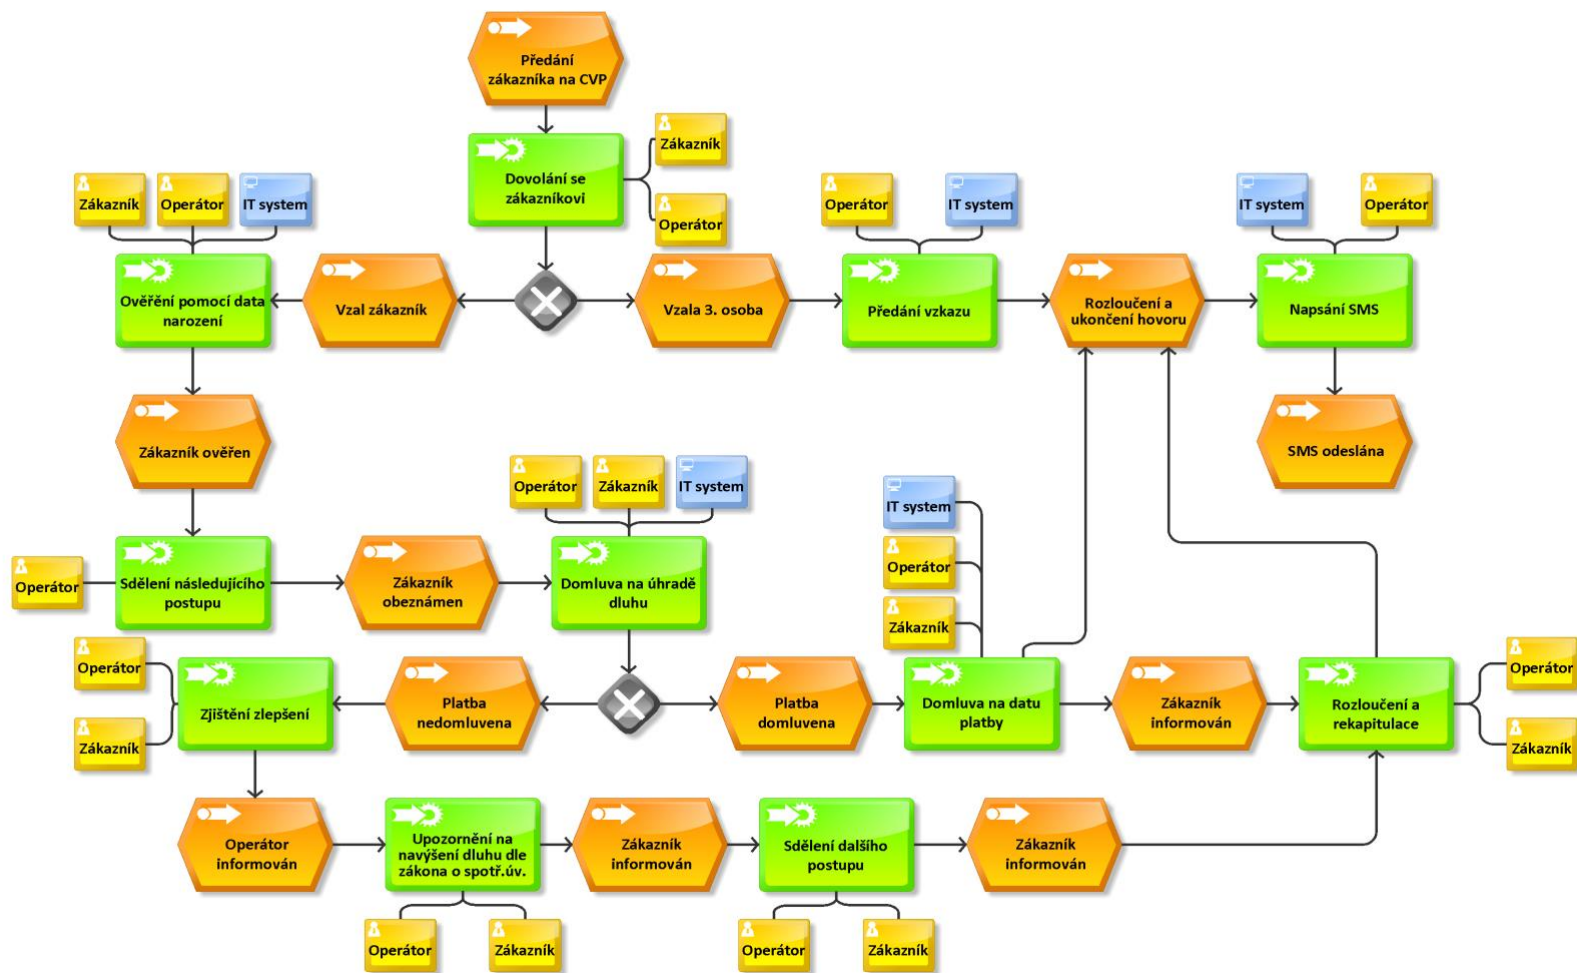 Předání
zákazníka na CVP
Zákazník
Dovolání se
zákazníkovi
Operátor
Zákazník
Operátor
IT system
Operátor
IT system
IT system
Operátor
Ověření pomocí data
narození
Vzal zákazník
Vzala 3. osoba
Předání vzkazu
Rozloučení a
ukončení hovoru
Napsání SMS
Zákazník ověřen
SMS odeslána
Operátor
Zákazník
IT system
IT system
Operátor
Zákazník
Operátor
Sdělení následujícího
postupu
Zákazník
obeznámen
Domluva na úhradě
dluhu
Operátor
Zákazník
Zjištění zlepšení
Platba
nedomluvena
Platba
domluvena
Domluva na datu
platby
Zákazník
informován
Rozloučení a
rekapitulace
Operátor
Zákazník
Operátor
informován
Upozornění na
navýšení dluhu dle
zákona o spotř.úv.
Zákazník
informován
Sdělení dalšího
postupu
Zákazník
informován
Operátor
Zákazník
Operátor
Zákazník